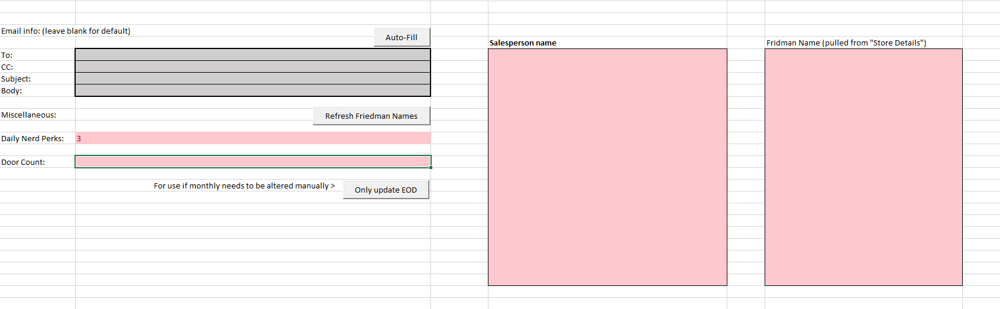 Email info: (leave blank for default)
Auto-Fill
Salesperson name
Fridman Name (pulled from "Store Details")
To:
CC:
Subject:
Body:
Miscellaneous:
Refresh Friedman Names
Daily Nerd Perks: 3
Door Count:
For use if monthly needs to be altered manually >
Only update EOD